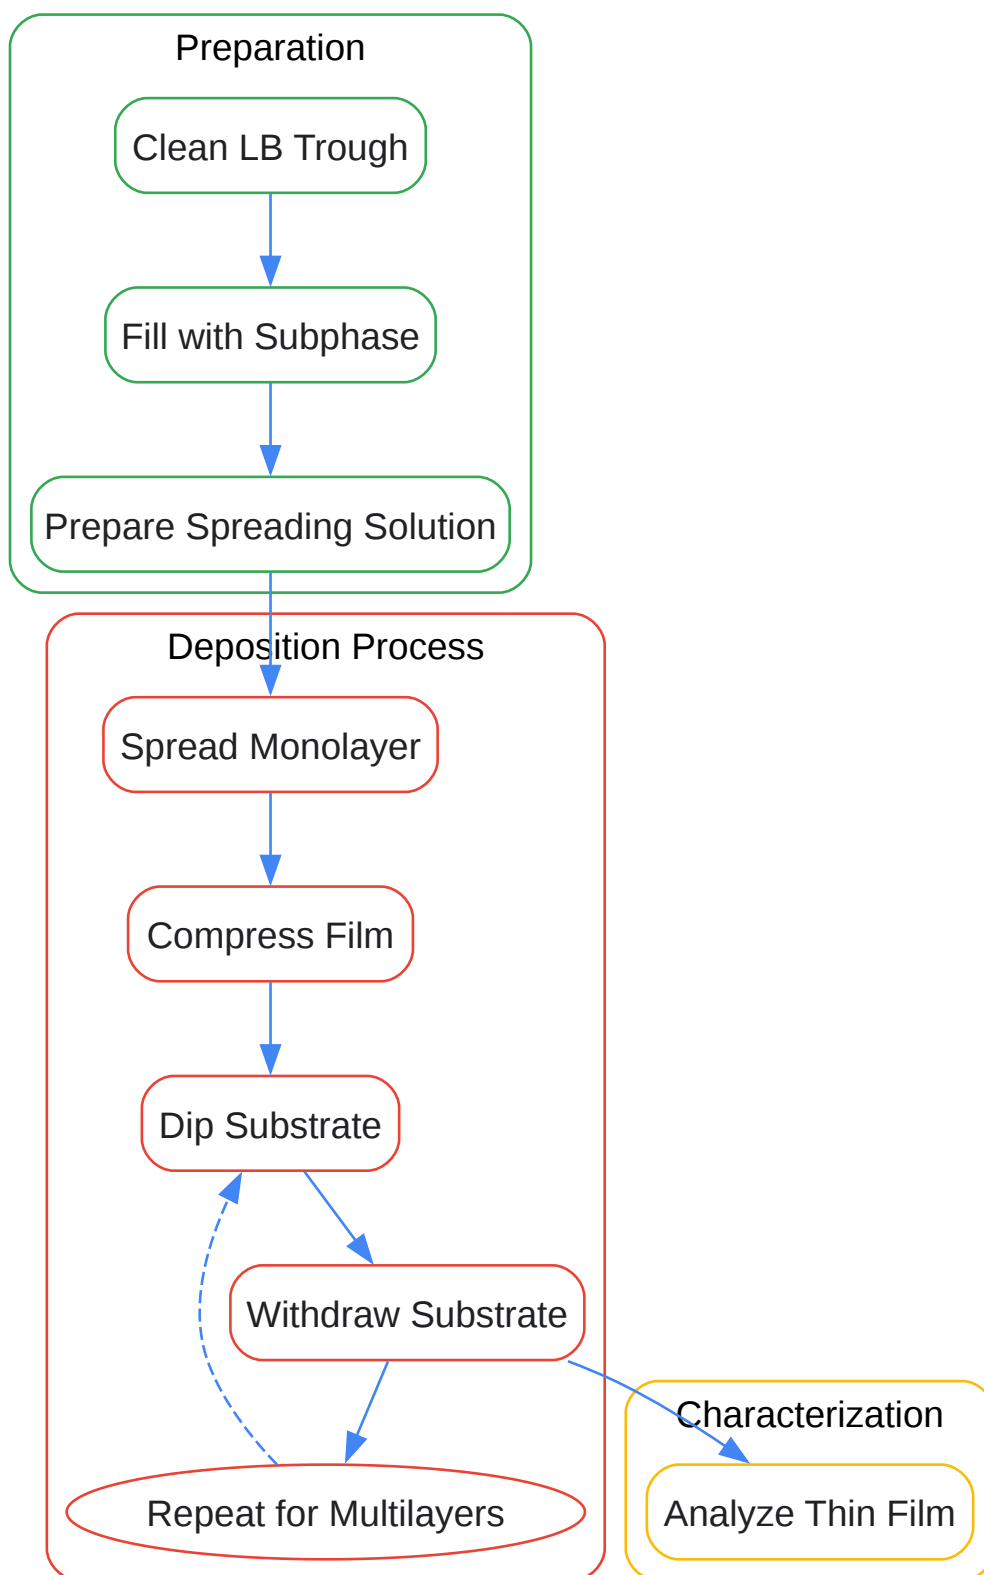 Preparation
Clean LB Trough
Fill with Subphase
Prepare Spreading Solution
Deposition Process
Spread Monolayer
Compress Film
Dip Substrate
Withdraw Substrate
Characterization
Repeat for Multilayers
Analyze Thin Film